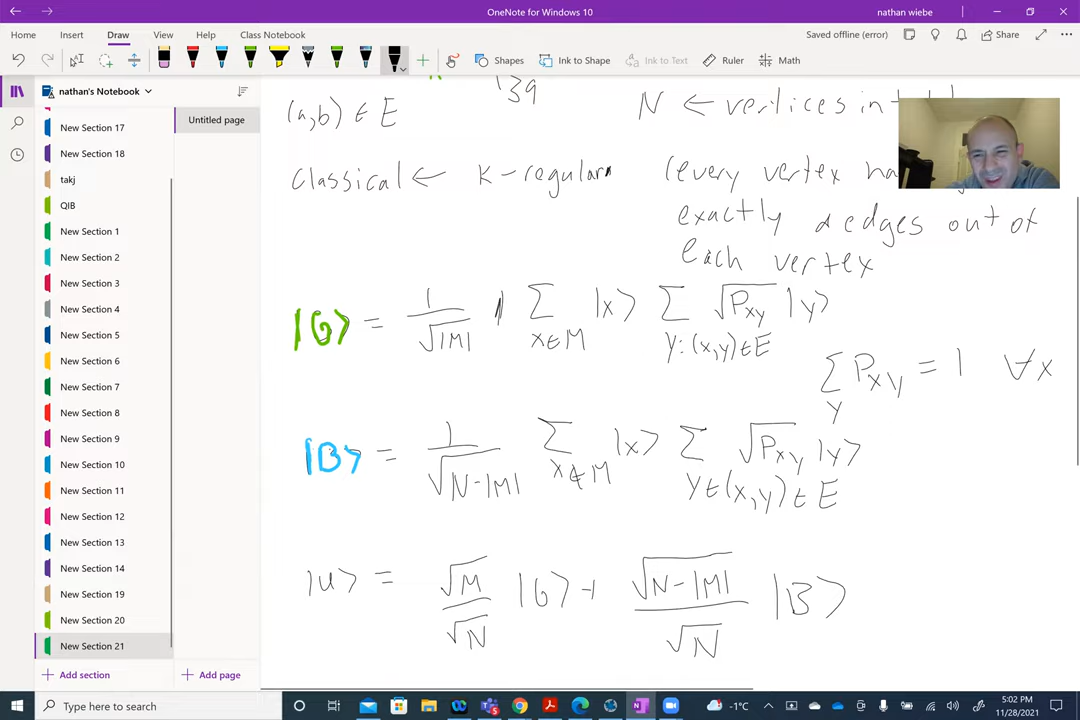 OneNote for Windows 10
nathan wiebe
Home Insert Draw View Help Class Notebook
Saved offline (error)
Share
Shapes
Ink to Shape
Ink to Text
Ruler
Math
nathan's Notebook
Untitled page
New Section 17
New Section 18
takj
QIB
New Section 1
New Section 2
New Section 3
New Section 4
New Section 5
New Section 6
New Section 7
New Section 8
New Section 9
New Section 10
New Section 11
New Section 12
New Section 13
New Section 14
New Section 19
New Section 20
New Section 21
Add section
Add page
139
(a,b) ∈ E
N ← vertices in
classical ← K-regular
(every vertex
exactly d edges out of
each vertex
|G⟩ = 1/√|M| ∑_{x∈M} |x⟩ ∑_{y:(x,y)∈E} √P_{xy} |y⟩
∑_y P_{xy} = 1 ∀x
|B⟩ = 1/√N-|M| ∑_{x∉M} |x⟩ ∑_{y∈(x,y)∈E} √P_{xy} |y⟩
|U⟩ = √M/√N |G⟩ + √N-|M|/√N |B⟩
Type here to search
-1°C
5:02 PM
11/28/2021